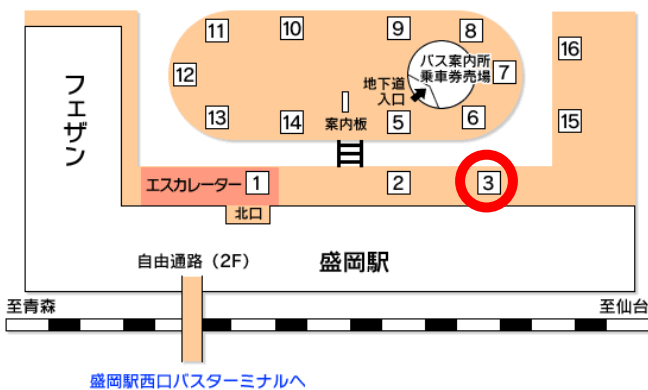 11
10
9
8
16
フェザン
バス案内所
乗車券売場
12
7
地下道
入口
13
14
案内板
5
6
15
エスカレーター
1
2
3
北口
自由通路（2F）
盛岡駅
至青森
至仙台
盛岡駅西口バスターミナルへ